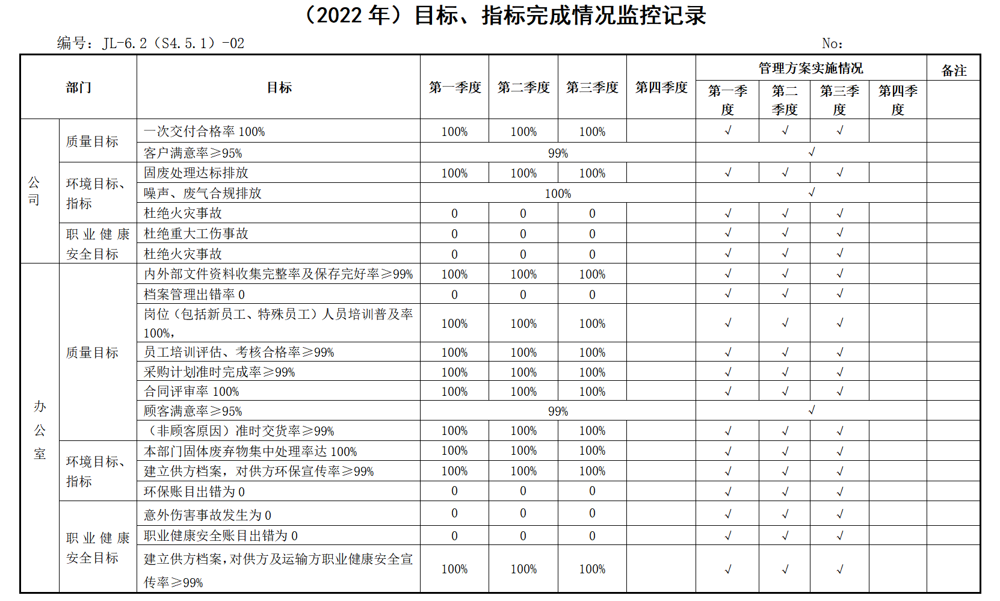 （2022 年）目标、指标完成情况监控记录
编号：JL-6.2（S4.5.1）-02 No：
部门 目标 第一季度 第二季度 第三季度 第四季度 管理方案实施情况 备注
第一季度 第二季度 第三季度 第四季度
公司 质量目标 一次交付合格率 100% 100% 100% 100% √ √ √
客户满意率≥95% 99% √
环境目标、指标 固废处理达标排放 100% 100% 100% √ √ √
噪声、废气合规排放 100% √
杜绝火灾事故 0 0 0 √ √ √
职业健康安全目标 杜绝重大工伤事故 0 0 0 √ √ √
杜绝火灾事故 0 0 0 √ √ √
办公室 质量目标 内外部文件资料收集完整率及保存完好率≥99% 100% 100% 100% √ √ √
档案管理出错率 0 0 0 0 √ √ √
岗位（包括新员工、特殊员工）人员培训普及率
100%， 100% 100% 100% √ √ √
员工培训评估、考核合格率≥99% 100% 100% 100% √ √ √
采购计划准时完成率≥99% 100% 100% 100% √ √ √
合同评审率 100% 100% 100% 100% √ √ √
顾客满意率≥95% 99% √
（非顾客原因）准时交货率≥99% 100% 100% 100% √ √ √
环境目标、指标 本部门固体废弃物集中处理率达 100% 100% 100% 100% √ √ √
建立供方档案，对供方环保宣传率≥99% 100% 100% 100% √ √ √
环保账目出错为 0 0 0 0 √ √ √
职业健康安全目标 意外伤害事故发生为 0 0 0 0 √ √ √
职业健康安全账目出错为 0 0 0 0 √ √ √
建立供方档案，对供方及运输方职业健康安全宣
传率≥99% 100% 100% 100% √ √ √